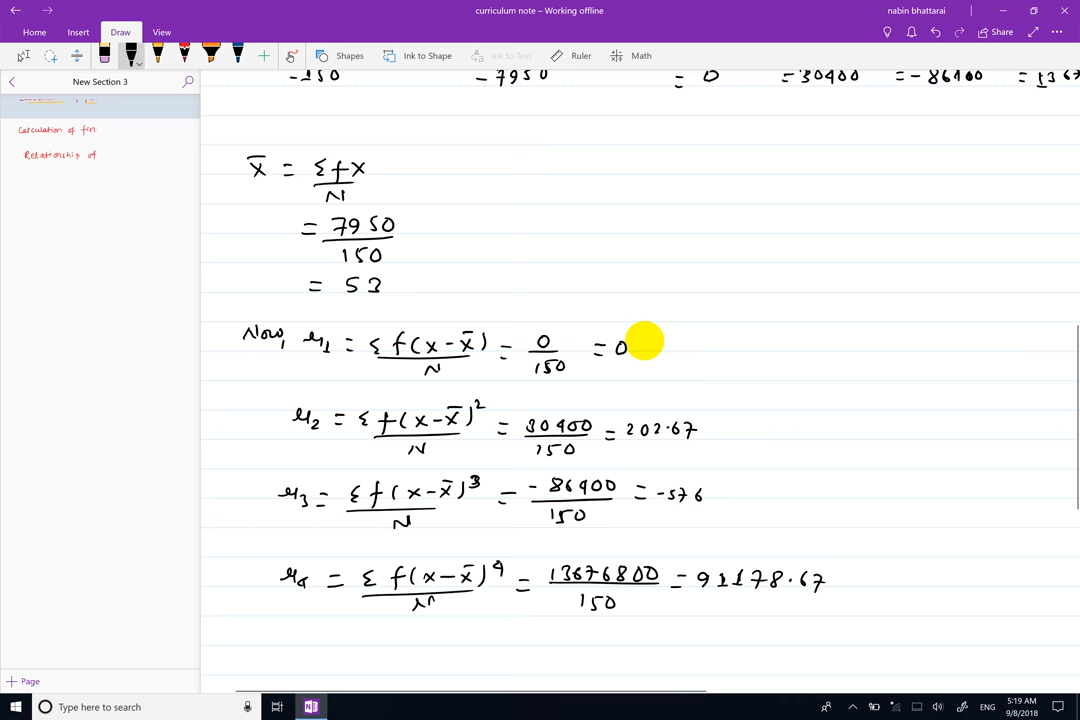 curriculum note – Working offline
nabin bhattarai
Home Insert Draw View
Share
Shapes Ink to Shape Ink to Text Ruler Math
New Section 3
Calculation of fin
Relationship of
-150 -7950 = 0 =30400 =-86400 =1367
x̄ = Σfx/N
= 7950/150
= 53
Now, μ1 = Σf(x-x̄)/N = 0/150 = 0
μ2 = Σf(x-x̄)²/N = 30400/150 = 202.67
μ3 = Σf(x-x̄)³/N = -86400/150 = -576
μ4 = Σf(x-x̄)⁴/N = 13676800/150 = 91178.67
+ Page
Type here to search
ENG
5:19 AM
9/8/2018